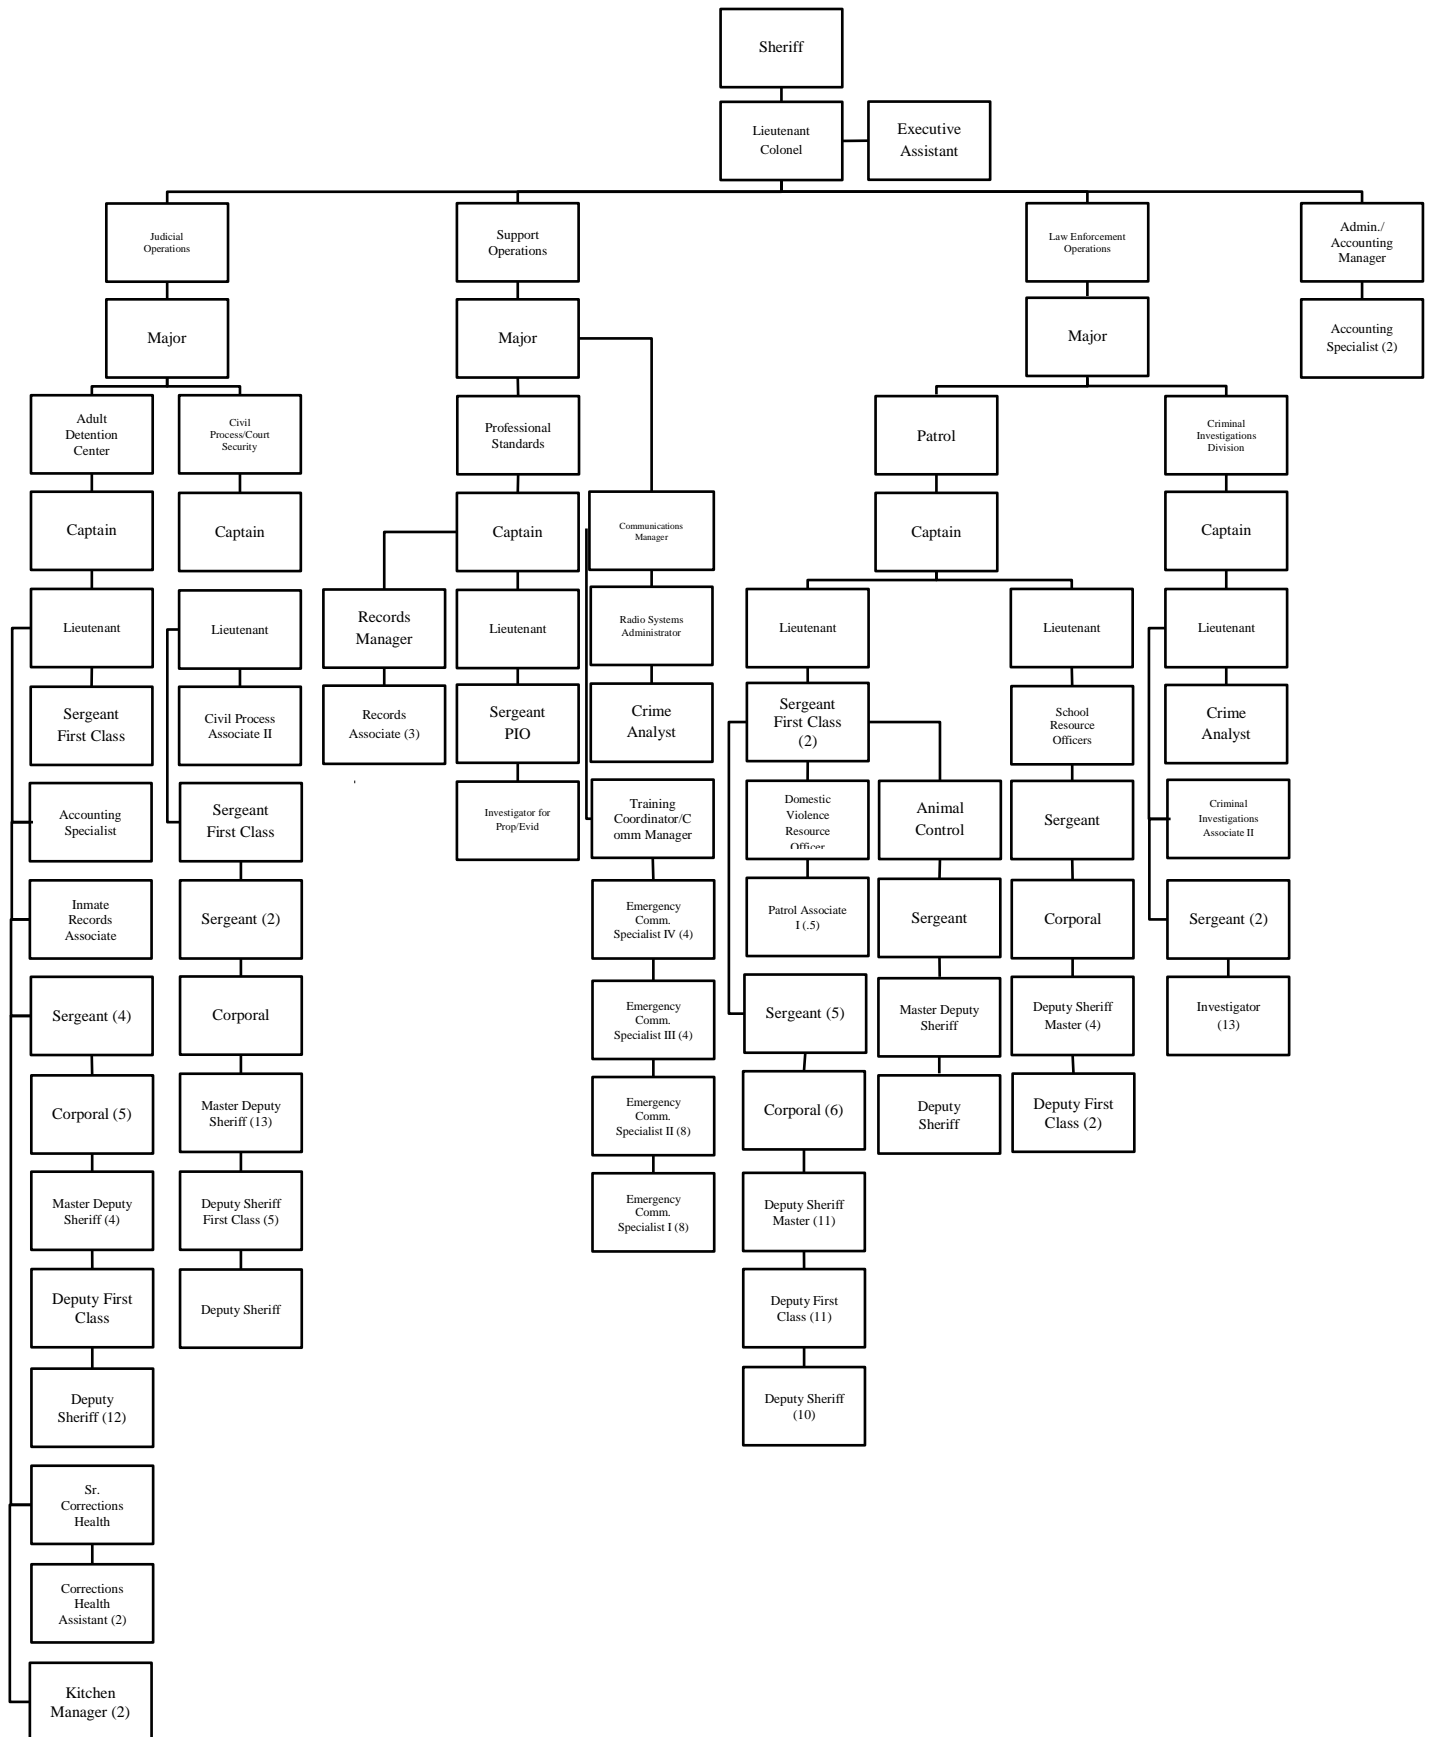 Sheriff
Lieutenant
Colonel
Executive
Assistant
Judicial
Operations
Major
Adult
Detention
Center
Captain
Lieutenant
Sergeant
First Class
Accounting
Specialist
Inmate
Records
Associate
Sergeant (4)
Corporal (5)
Master Deputy
Sheriff (4)
Deputy First
Class
Deputy
Sheriff (12)
Sr.
Corrections
Health
Corrections
Health
Assistant (2)
Kitchen
Manager (2)
Civil
Process/Court
Security
Captain
Lieutenant
Civil Process
Associate II
Sergeant
First Class
Sergeant (2)
Corporal
Master Deputy
Sheriff (13)
Deputy Sheriff
First Class (5)
Deputy Sheriff
Support
Operations
Major
Professional
Standards
Captain
Records
Manager
Records
Associate (3)
Lieutenant
Sergeant
PIO
Investigator for
Prop/Evid
Communications
Manager
Radio Systems
Administrator
Crime
Analyst
Training
Coordinator/C
omm Manager
Emergency
Comm.
Specialist IV (4)
Emergency
Comm.
Specialist III (4)
Emergency
Comm.
Specialist II (8)
Emergency
Comm.
Specialist I (8)
Law Enforcement
Operations
Major
Patrol
Captain
Lieutenant
Sergeant
First Class
(2)
Domestic
Violence
Resource
Officer
Patrol Associate
I (.5)
Sergeant (5)
Corporal (6)
Deputy Sheriff
Master (11)
Deputy First
Class (11)
Deputy Sheriff
(10)
Animal
Control
Sergeant
Master Deputy
Sheriff
Deputy
Sheriff
Lieutenant
School
Resource
Officers
Sergeant
Corporal
Deputy Sheriff
Master (4)
Deputy First
Class (2)
Criminal
Investigations
Division
Captain
Lieutenant
Crime
Analyst
Criminal
Investigations
Associate II
Sergeant (2)
Investigator
(13)
Admin./
Accounting
Manager
Accounting
Specialist (2)